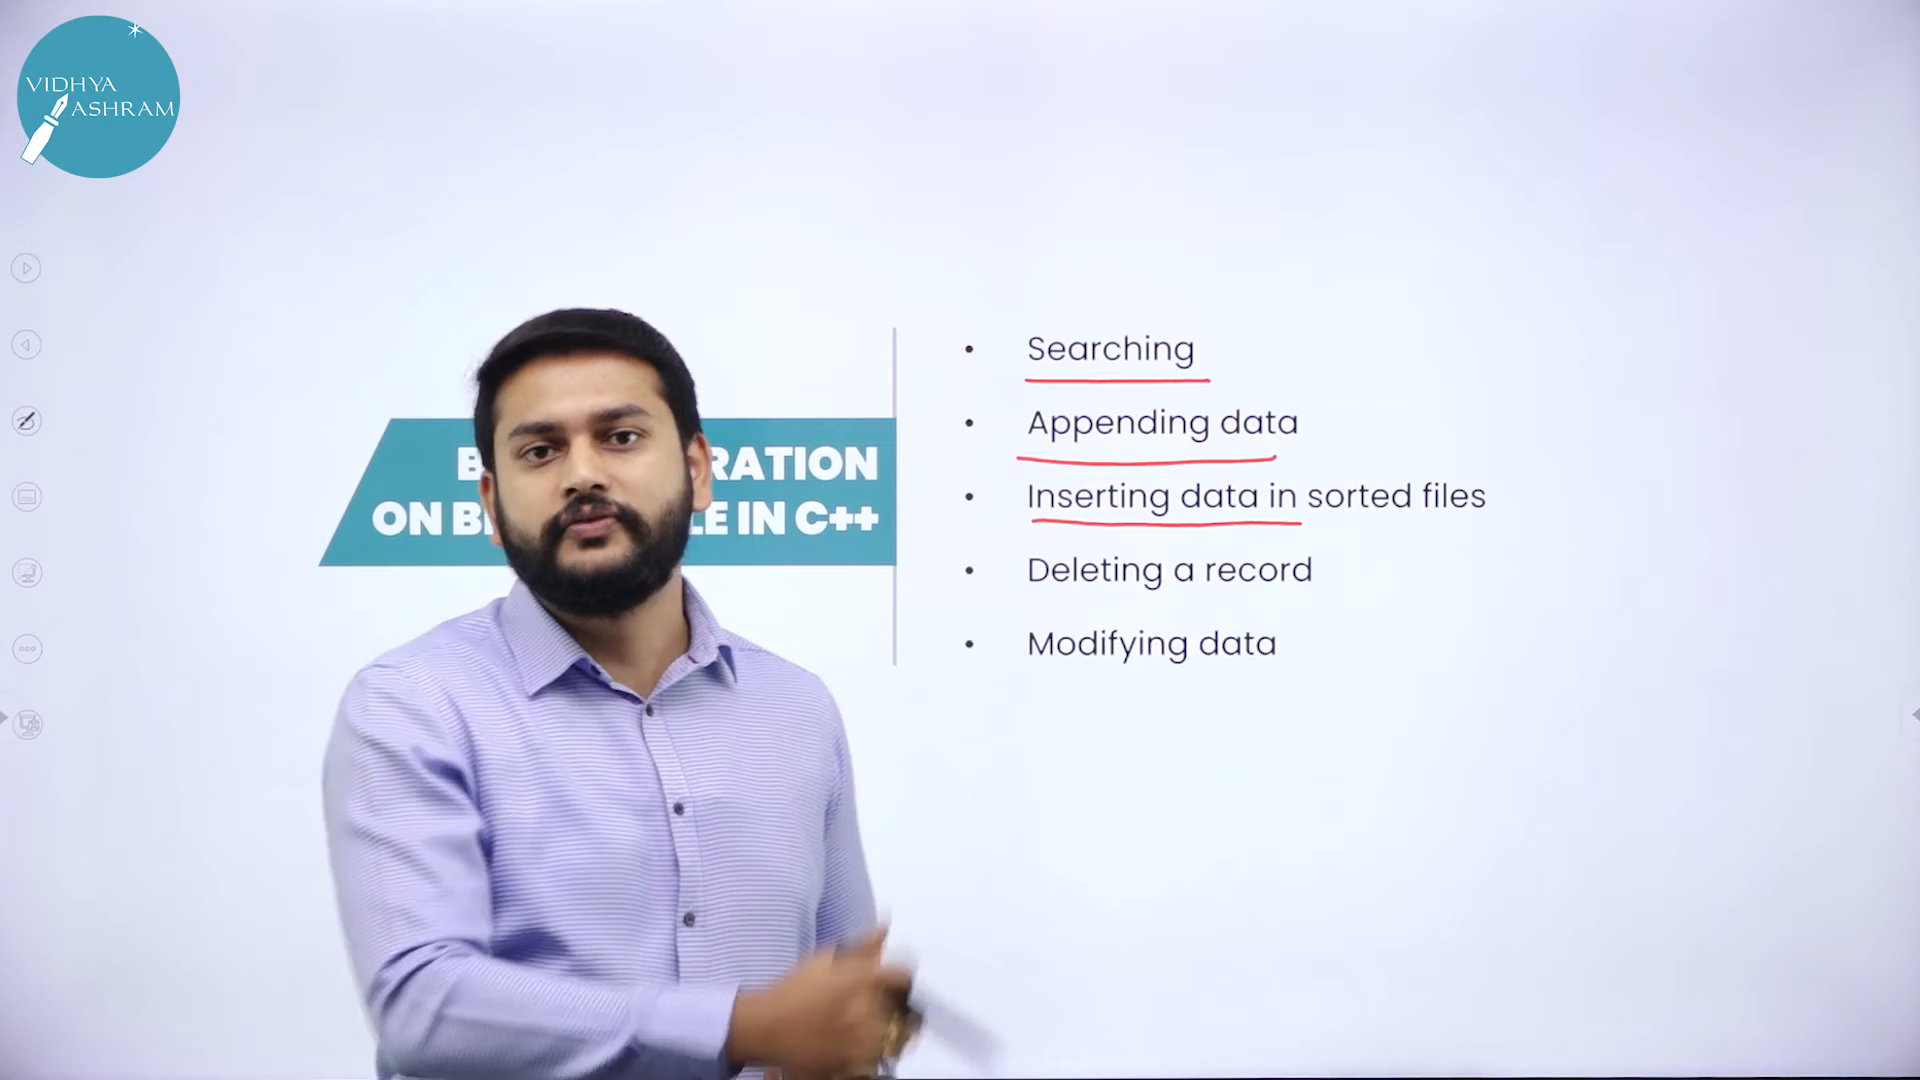 VIDHYA
ASHRAM
RATION
ON B LE IN C++
• Searching
• Appending data
• Inserting data in sorted files
• Deleting a record
• Modifying data